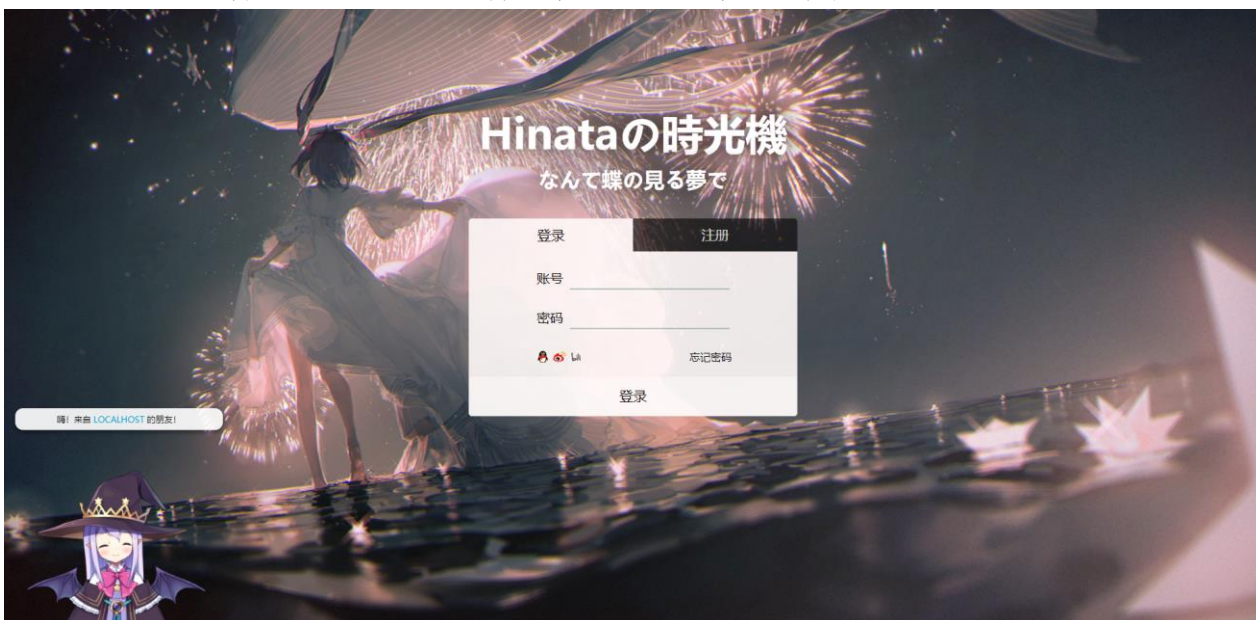 Hinataの時光機
なんて蝶の見る夢で
登录 注册
账号
密码
忘记密码
登录
嗨！来自 LOCALHOST 的朋友！